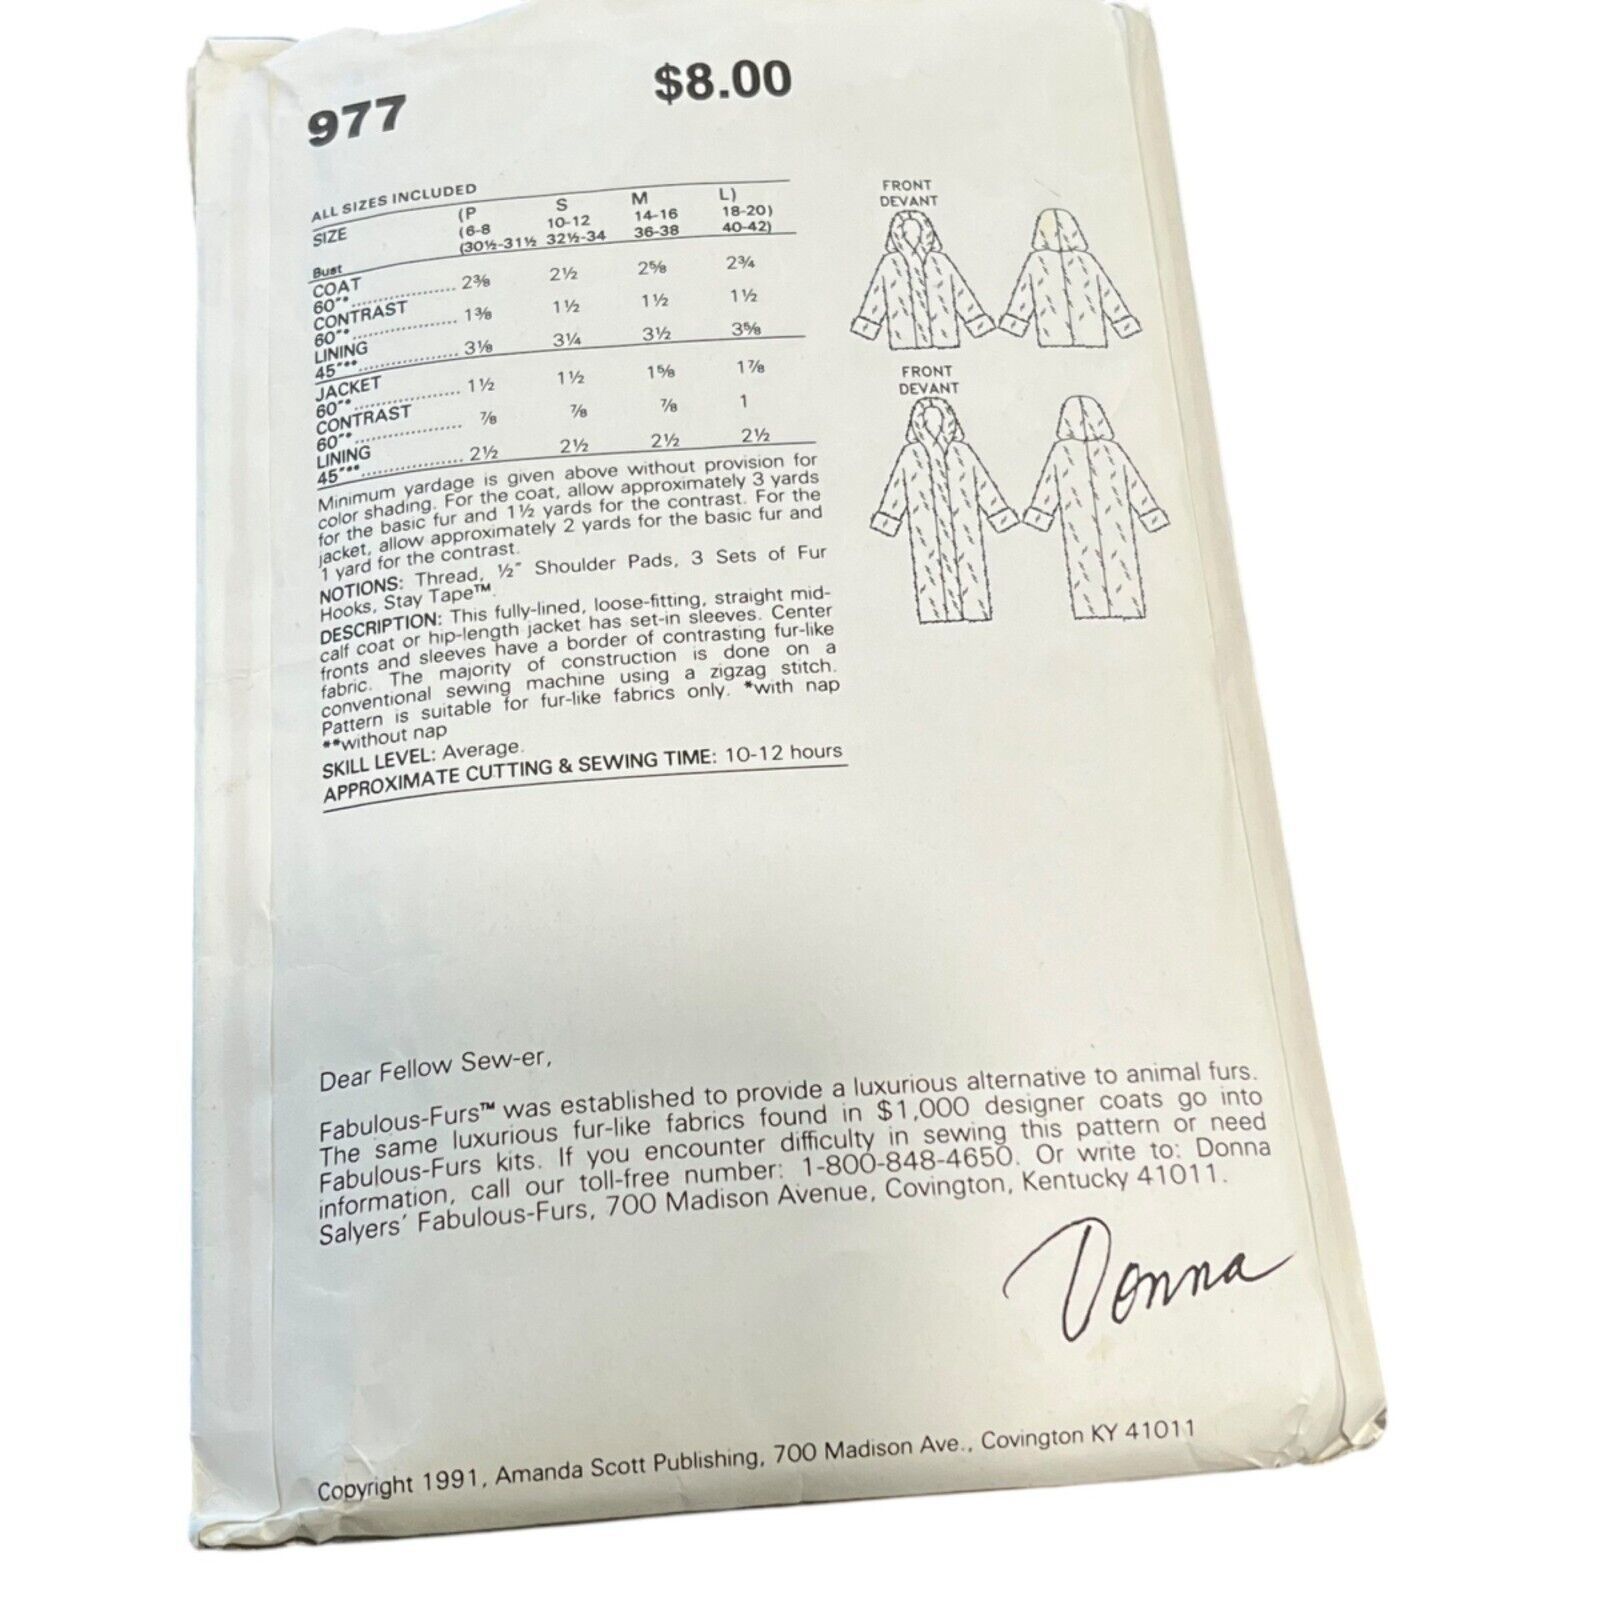 977
$8.00
ALL SIZES INCLUDED
SIZE (P S M L)
(6-8 10-12 14-16 18-20)
Bust (30½-31½ 32½-34 36-38 40-42)
COAT
60"* 2⅜ 2½ 2⅝ 2¾
CONTRAST
60"* 1⅜ 1½ 1½ 1½
LINING
45"** 3⅛ 3¼ 3½ 3⅝
JACKET
60"* 1½ 1½ 1⅝ 1⅞
CONTRAST
60"* ⅞ ⅞ ⅞ 1
LINING
45"** 2½ 2½ 2½ 2½
Minimum yardage is given above without provision for
color shading. For the coat, allow approximately 3 yards
for the basic fur and 1½ yards for the contrast. For the
jacket, allow approximately 2 yards for the basic fur and
1 yard for the contrast.
NOTIONS: Thread, ½" Shoulder Pads, 3 Sets of Fur
Hooks, Stay Tape™.
DESCRIPTION: This fully-lined, loose-fitting, straight mid-
calf coat or hip-length jacket has set-in sleeves. Center
fronts and sleeves have a border of contrasting fur-like
fabric. The majority of construction is done on a
conventional sewing machine using a zigzag stitch.
Pattern is suitable for fur-like fabrics only. *with nap
**without nap
SKILL LEVEL: Average.
APPROXIMATE CUTTING & SEWING TIME: 10-12 hours
FRONT
DEVANT
FRONT
DEVANT
Dear Fellow Sew-er,
Fabulous-Furs™ was established to provide a luxurious alternative to animal furs.
The same luxurious fur-like fabrics found in $1,000 designer coats go into
Fabulous-Furs kits. If you encounter difficulty in sewing this pattern or need
information, call our toll-free number: 1-800-848-4650. Or write to: Donna
Salyers' Fabulous-Furs, 700 Madison Avenue, Covington, Kentucky 41011.
Donna
Copyright 1991, Amanda Scott Publishing, 700 Madison Ave., Covington KY 41011